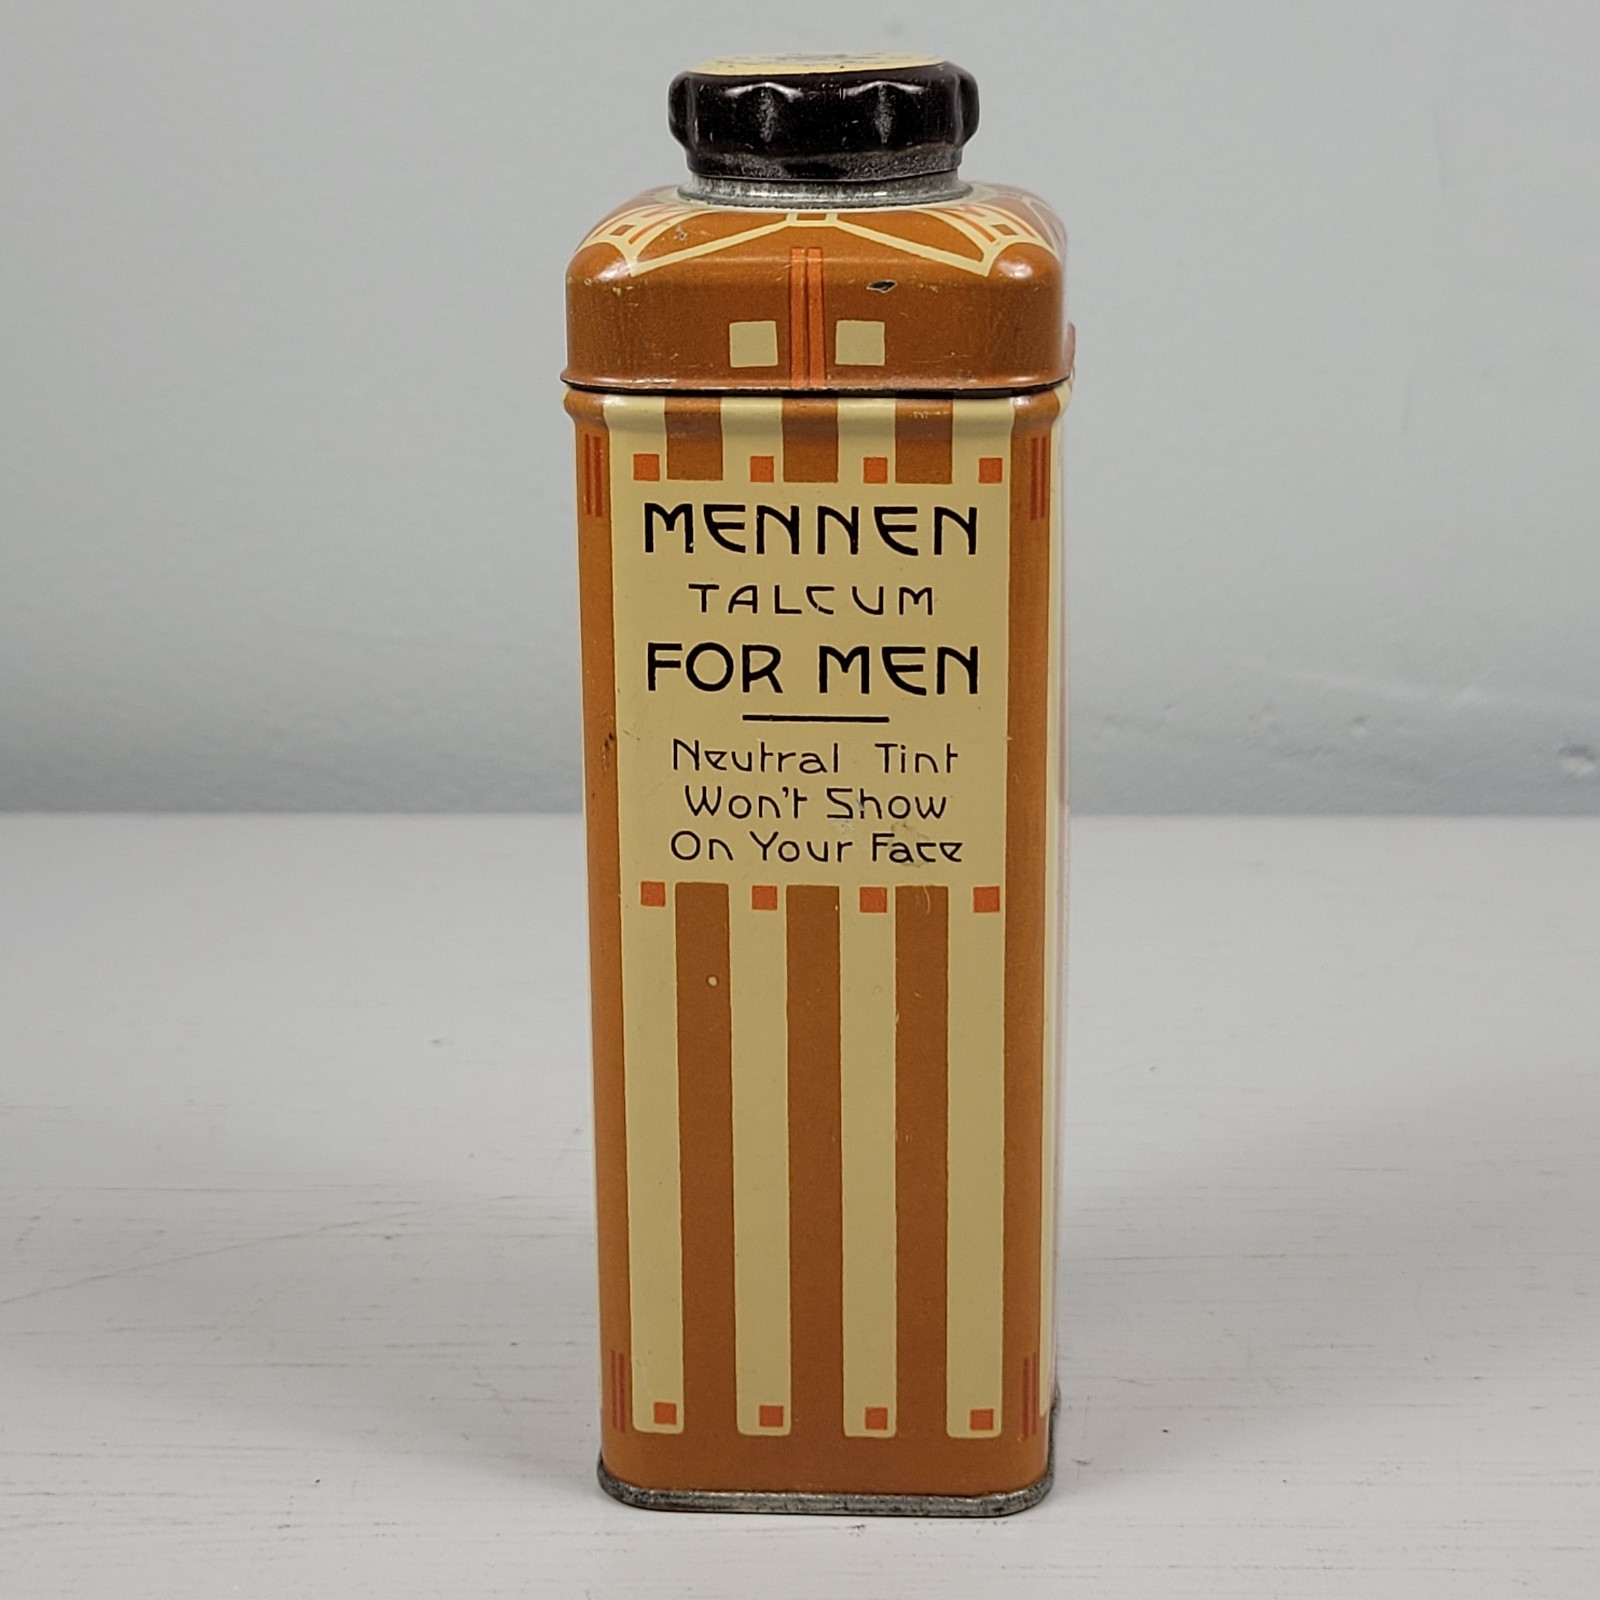 MENNEN
TALCUM
FOR MEN
Neutral Tint
Won't Show
On Your Face